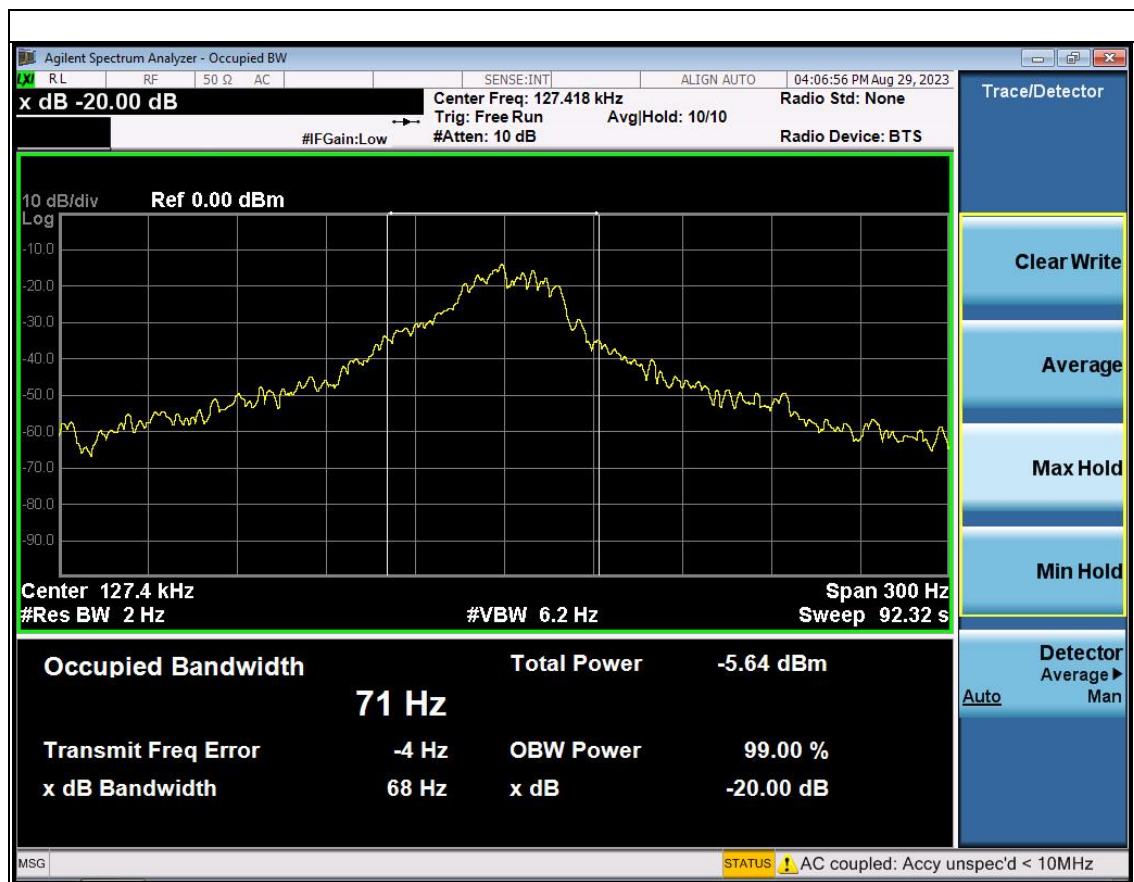 Agilent Spectrum Analyzer - Occupied BW
LXI RL RF 50 Ω AC SENSE:INT ALIGN AUTO 04:06:56 PM Aug 29, 2023
x dB -20.00 dB
Center Freq: 127.418 kHz Radio Std: None
Trig: Free Run Avg|Hold: 10/10
#IFGain:Low #Atten: 10 dB Radio Device: BTS
10 dB/div Ref 0.00 dBm
Log
-10.0
-20.0
-30.0
-40.0
-50.0
-60.0
-70.0
-80.0
-90.0
Center 127.4 kHz Span 300 Hz
#Res BW 2 Hz #VBW 6.2 Hz Sweep 92.32 s
Occupied Bandwidth Total Power -5.64 dBm
71 Hz
Transmit Freq Error -4 Hz OBW Power 99.00 %
x dB Bandwidth 68 Hz x dB -20.00 dB
Trace/Detector
Clear Write
Average
Max Hold
Min Hold
Detector
Average▶
Auto Man
MSG STATUS AC coupled: Accy unspec'd < 10MHz